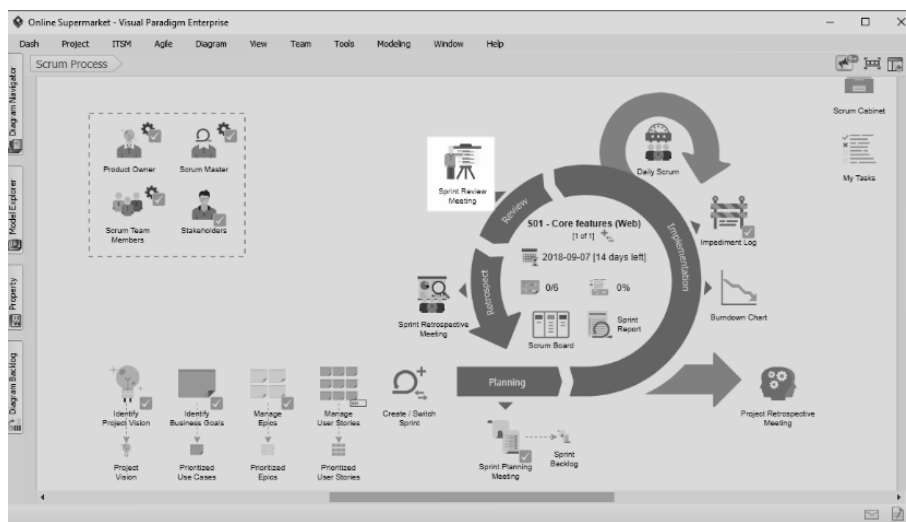 Online Supermarket - Visual Paradigm Enterprise
Dash Project ITSM Agile Diagram View Team Tools Modeling Window Help
Scrum Process
Diagram Navigator
Model Explorer
Property
Diagram Backlog
Product Owner
Scrum Master
Scrum Team
Members
Stakeholders
Sprint Review
Meeting
Daily Scrum
Scrum Cabinet
My Tasks
Review
Implementation
Retrospect
Planning
S01 - Core features (Web)
[1 of 1]
2018-09-07 [14 days left]
0/6
0%
Scrum Board
Sprint
Report
Impediment Log
Burndown Chart
Sprint Retrospective
Meeting
Identify
Project Vision
Identify
Business Goals
Manage
Epics
Manage
User Stories
Create / Switch
Sprint
Project
Vision
Prioritized
Use Cases
Prioritized
Epics
Prioritized
User Stories
Sprint Planning
Meeting
Sprint
Backlog
Project Retrospective
Meeting